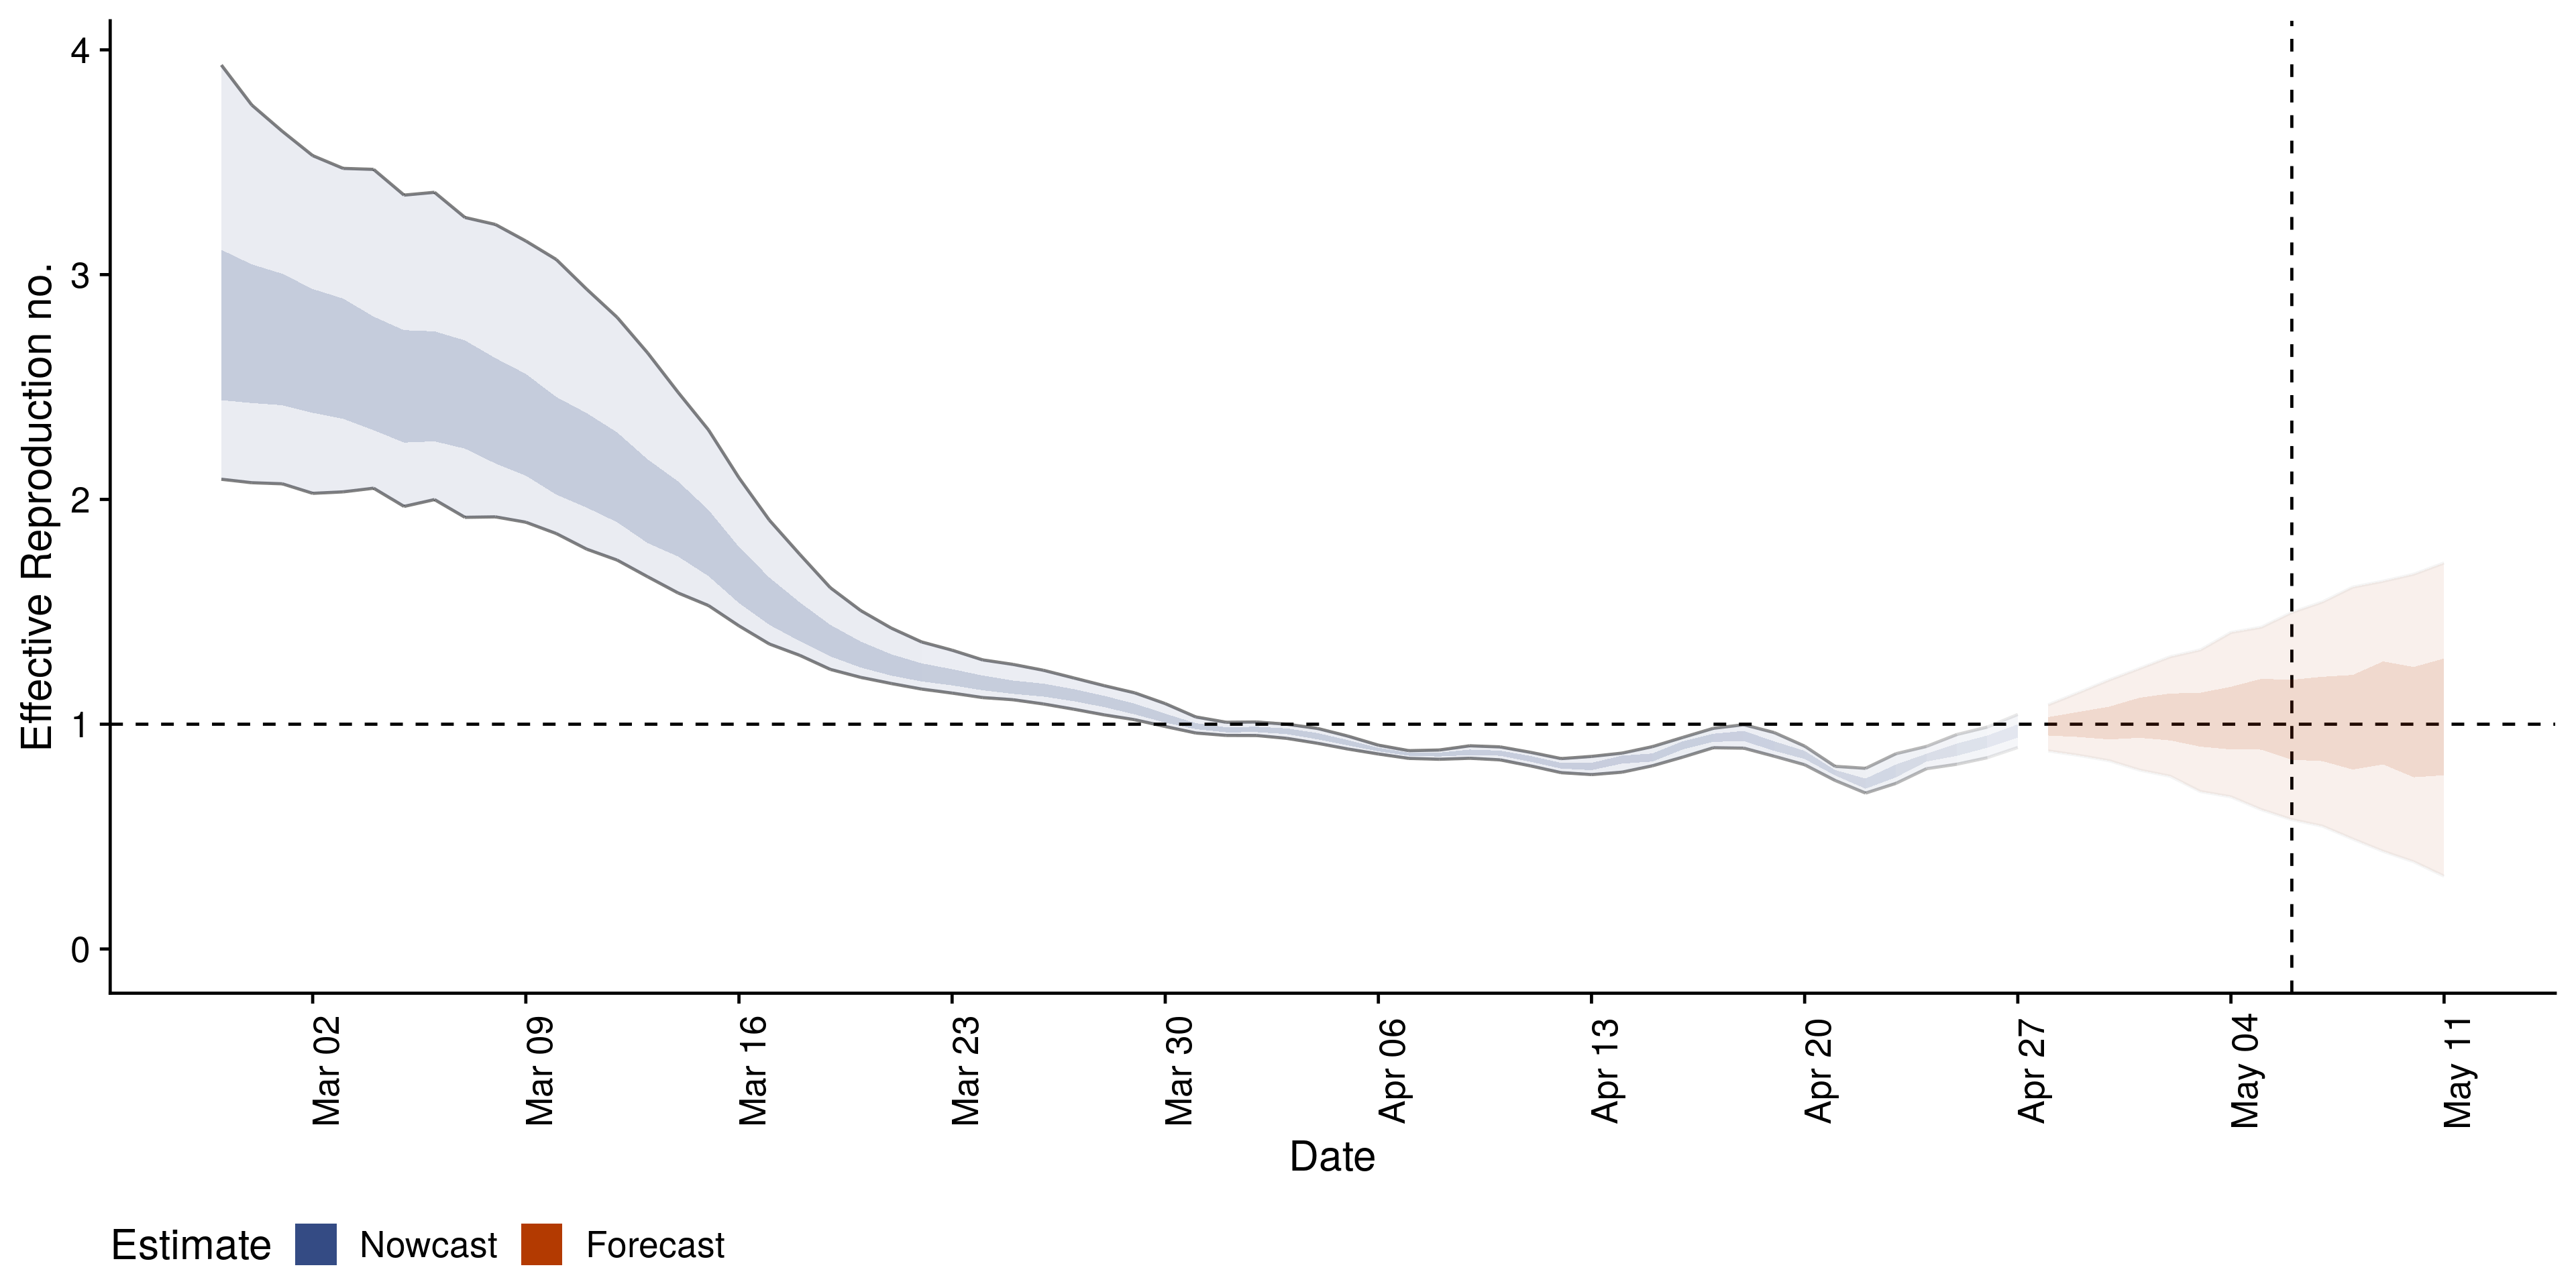 Effective Reproduction no.
4
3
2
1
0
Mar 02
Mar 09
Mar 16
Mar 23
Mar 30
Apr 06
Apr 13
Apr 20
Apr 27
May 04
May 11
Date
Estimate Nowcast Forecast